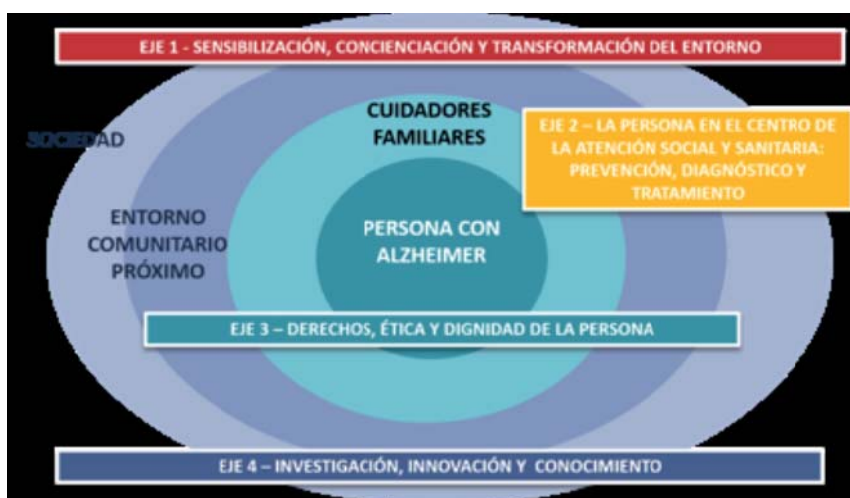 EJE 1 - SENSIBILIZACIÓN, CONCIENCIACIÓN Y TRANSFORMACIÓN DEL ENTORNO
CUIDADORES
FAMILIARES
EJE 2 – LA PERSONA EN EL CENTRO DE
LA ATENCIÓN SOCIAL Y SANITARIA:
PREVENCIÓN, DIAGNÓSTICO Y
TRATAMIENTO
SOCIEDAD
ENTORNO
COMUNITARIO
PRÓXIMO
PERSONA CON
ALZHEIMER
EJE 3 – DERECHOS, ÉTICA Y DIGNIDAD DE LA PERSONA
EJE 4 – INVESTIGACIÓN, INNOVACIÓN Y CONOCIMIENTO